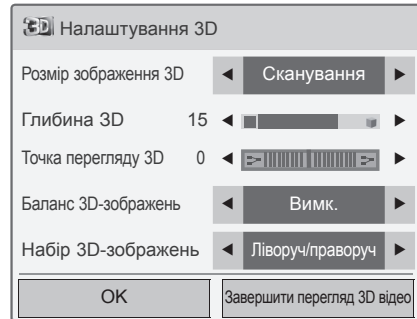 3D Налаштування 3D
Розмір зображення 3D Сканування
Глибина 3D 15
Точка перегляду 3D 0
Баланс 3D-зображень Вимк.
Набір 3D-зображень Ліворуч/праворуч
OK Завершити перегляд 3D відео